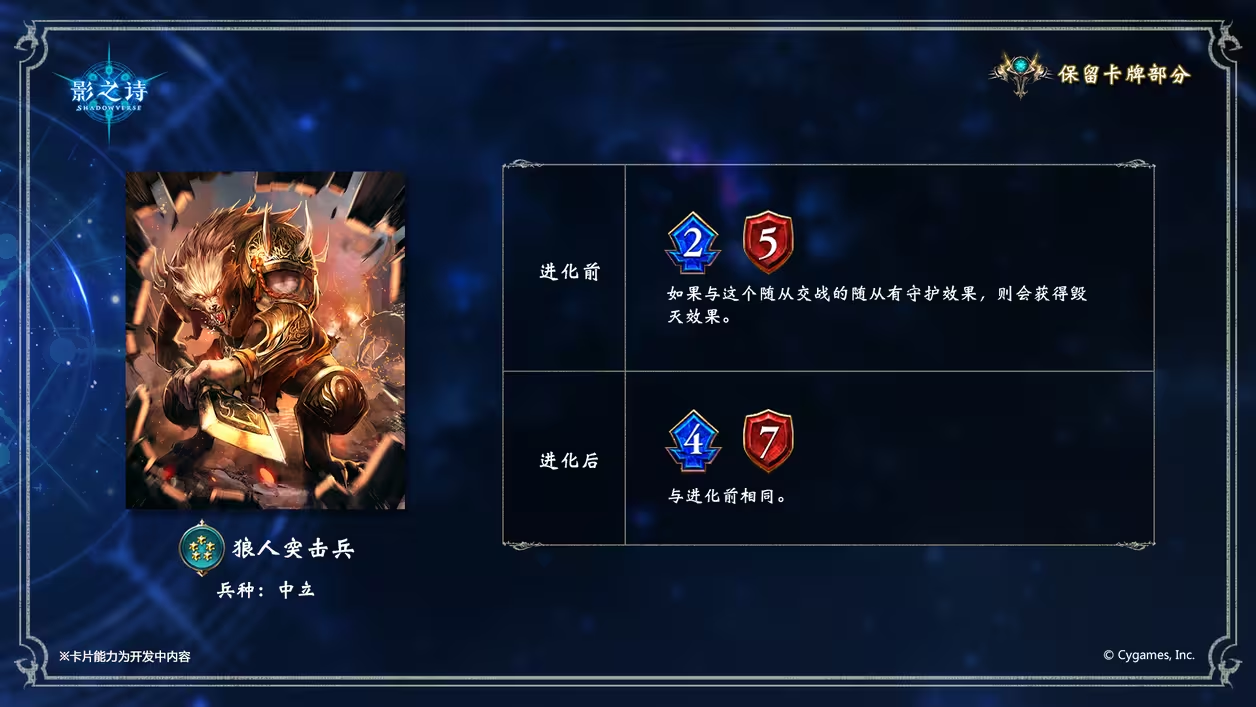 影之诗
SHADOWVERSE
保留卡牌部分
进化前
2 5
如果与这个随从交战的随从有守护效果，则会获得毁
灭效果。
进化后
4 7
与进化前相同。
狼人突击兵
兵种：中立
※卡片能力为开发中内容
© Cygames, Inc.